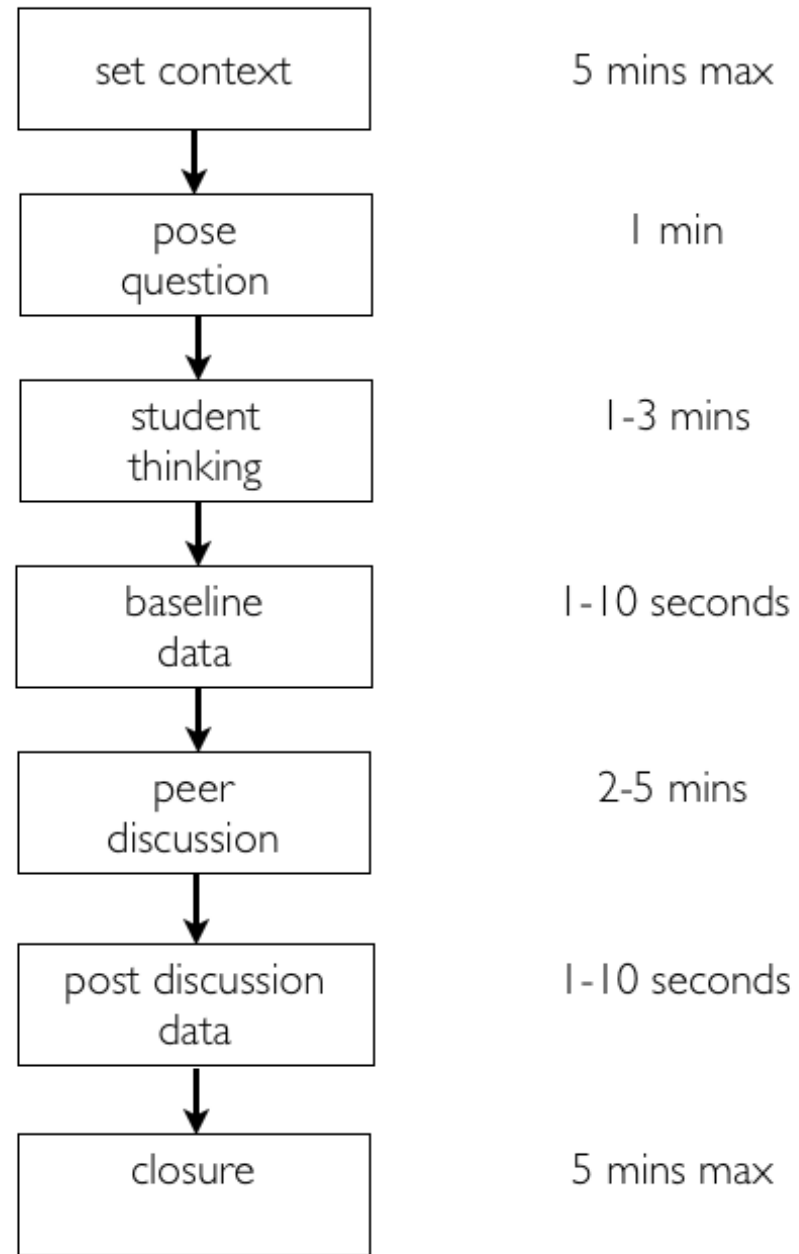 set context
5 mins max
pose
question
1 min
student
thinking
1-3 mins
baseline
data
1-10 seconds
peer
discussion
2-5 mins
post discussion
data
1-10 seconds
closure
5 mins max